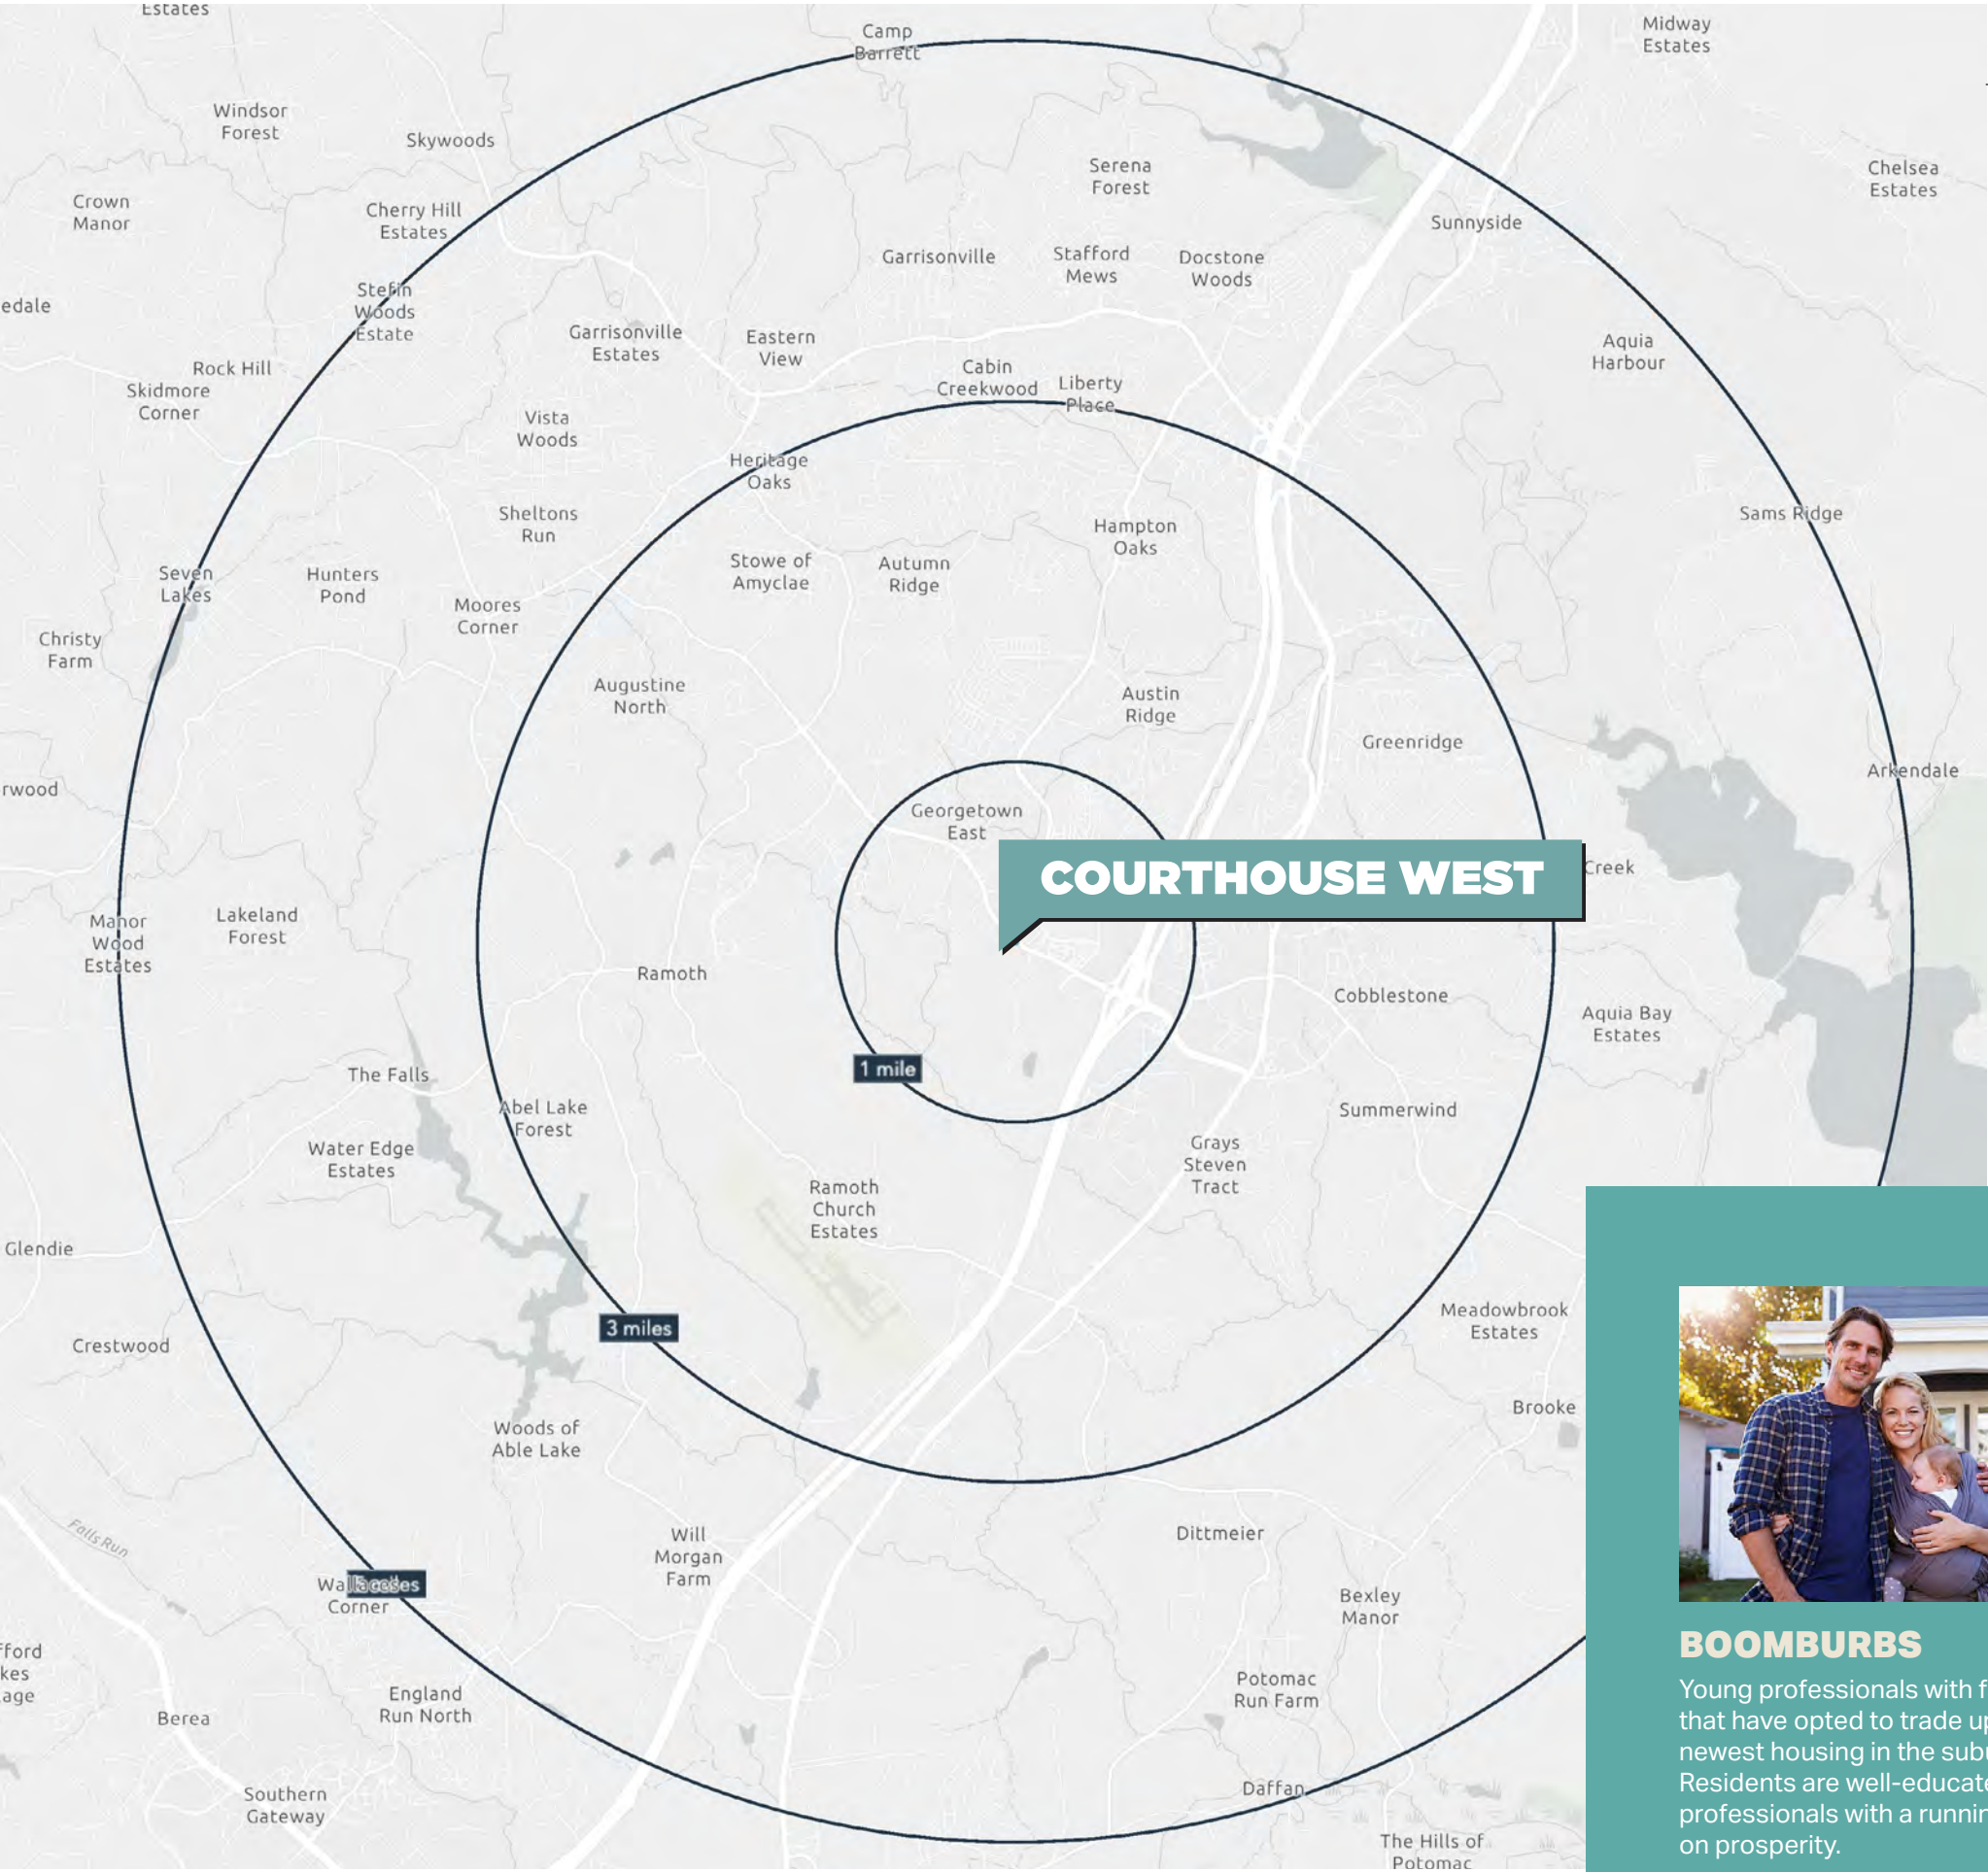 Estates
Camp
Barrett
Midway
Estates
Windsor
Forest
Skywoods
Serena
Forest
Chelsea
Estates
Crown
Manor
Cherry Hill
Estates
Sunnyside
Garrisonville
Stafford
Mews
Docstone
Woods
Stefin
Woods
Estate
edale
Garrisonville
Estates
Eastern
View
Aquia
Harbour
Rock Hill
Skidmore
Corner
Cabin
Creekwood
Liberty
Place
Vista
Woods
Heritage
Oaks
Sheltons
Run
Hampton
Oaks
Sams Ridge
Stowe of
Amyclae
Autumn
Ridge
Seven
Lakes
Hunters
Pond
Moores
Corner
Christy
Farm
Augustine
North
Austin
Ridge
Greenridge
Arkendale
rwood
Georgetown
East
COURTHOUSE WEST
Creek
Manor
Wood
Estates
Lakeland
Forest
Ramoth
Cobblestone
Aquia Bay
Estates
1 mile
The Falls
Abel Lake
Forest
Summerwind
Water Edge
Estates
Grays
Steven
Tract
Ramoth
Church
Estates
Glendie
3 miles
Meadowbrook
Estates
Crestwood
Brooke
Woods of
Able Lake
Falls Run
Will
Morgan
Farm
Dittmeier
Corner
Bexley
Manor
fford
kes
age
England
Run North
Potomac
Run Farm
Berea
Southern
Gateway
Daffan
The Hills of
Potomac
BOOMBURBS
Young professionals with f
that have opted to trade up
newest housing in the subu
Residents are well-educate
professionals with a runnin
on prosperity.